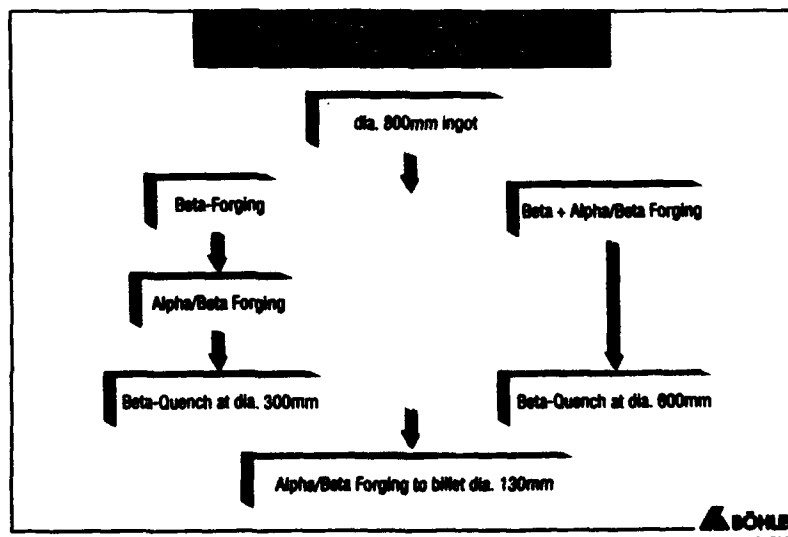 dia. 800mm ingot
Beta-Forging
Beta + Alpha/Beta Forging
Alpha/Beta Forging
Beta-Quench at dia. 300mm
Beta-Quench at dia. 600mm
Alpha/Beta Forging to billet dia. 130mm
BÖHLE